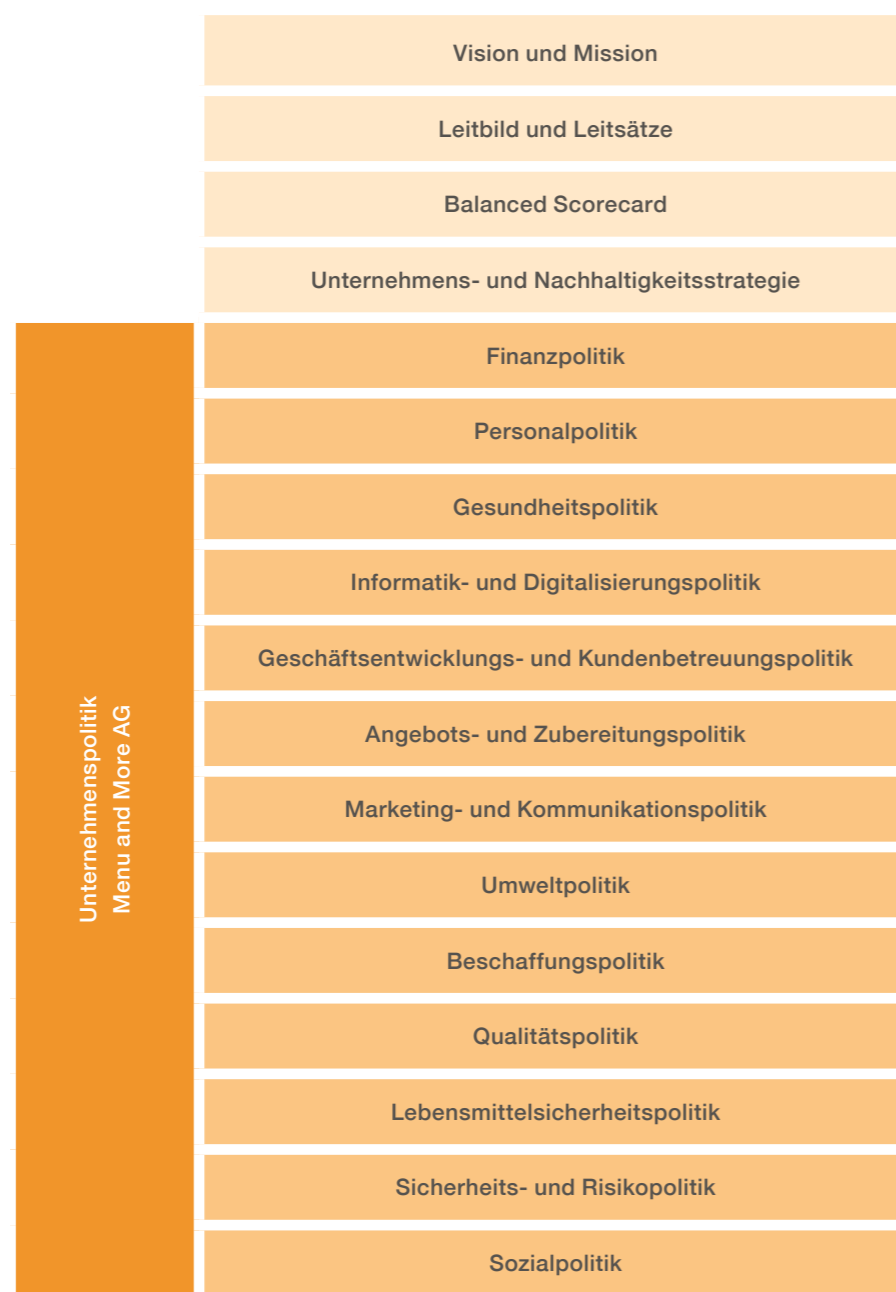 Vision und Mission
Leitbild und Leitsätze
Balanced Scorecard
Unternehmens- und Nachhaltigkeitsstrategie
Unternehmenspolitik
Menu and More AG
Finanzpolitik
Personalpolitik
Gesundheitspolitik
Informatik- und Digitalisierungspolitik
Geschäftsentwicklungs- und Kundenbetreuungspolitik
Angebots- und Zubereitungspolitik
Marketing- und Kommunikationspolitik
Umweltpolitik
Beschaffungspolitik
Qualitätspolitik
Lebensmittelsicherheitspolitik
Sicherheits- und Risikopolitik
Sozialpolitik